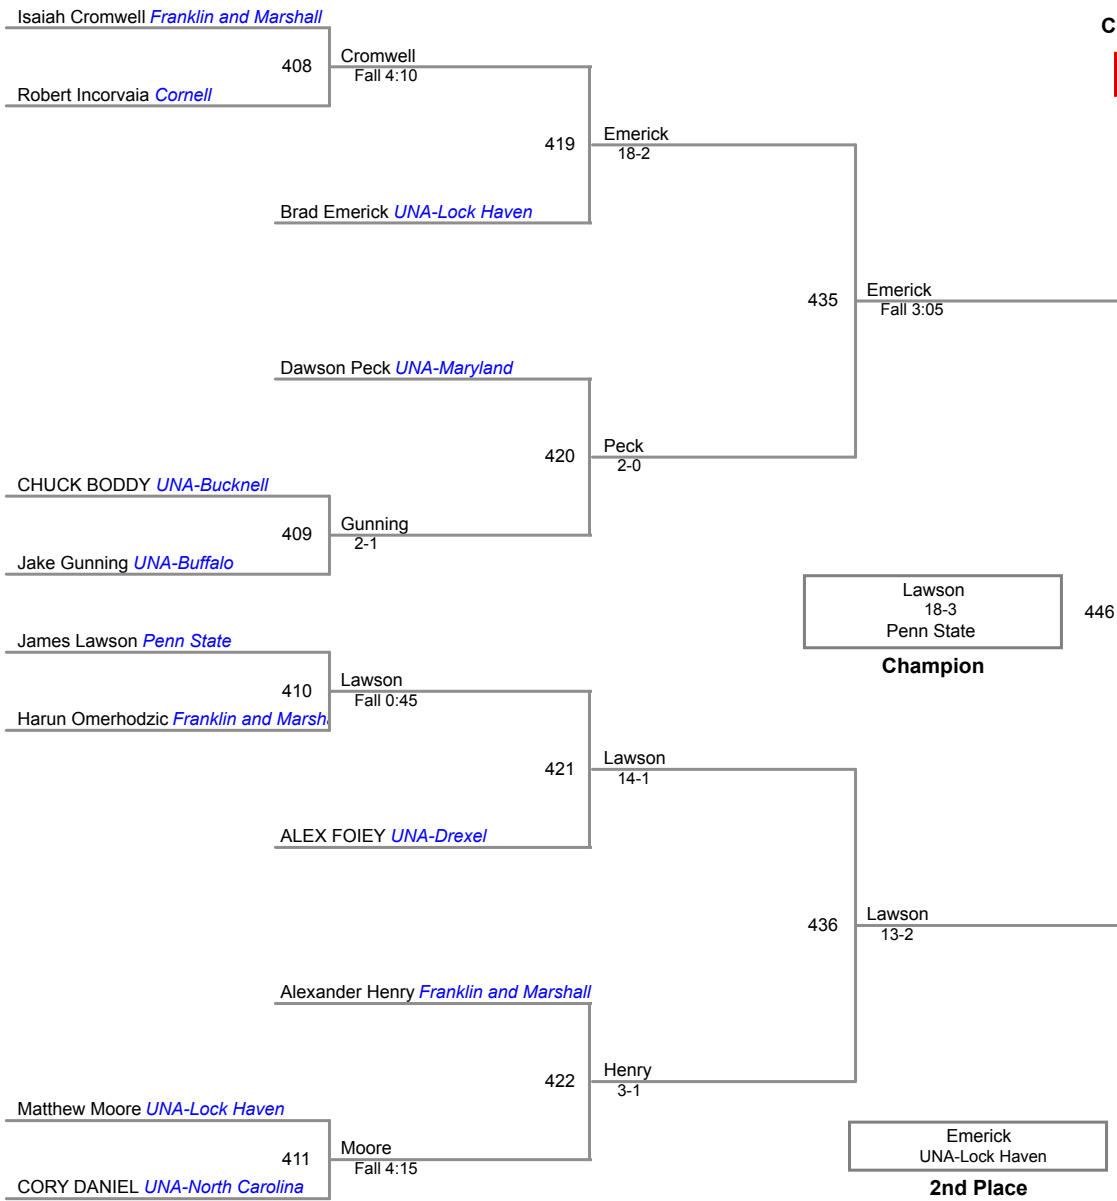 Isaiah Cromwell Franklin and Marshall
C
408
Cromwell
Fall 4:10
Robert Incorvaia Cornell
419
Emerick
18-2
Brad Emerick UNA-Lock Haven
435
Emerick
Fall 3:05
Dawson Peck UNA-Maryland
420
Peck
2-0
CHUCK BODDY UNA-Bucknell
409
Gunning
2-1
Jake Gunning UNA-Buffalo
Lawson
18-3
Penn State
446
Champion
James Lawson Penn State
410
Lawson
Fall 0:45
Harun Omerhodzic Franklin and Marsh
421
Lawson
14-1
ALEX FOIEY UNA-Drexel
436
Lawson
13-2
Alexander Henry Franklin and Marshall
422
Henry
3-1
Matthew Moore UNA-Lock Haven
411
Moore
Fall 4:15
CORY DANIEL UNA-North Carolina
Emerick
UNA-Lock Haven
2nd Place